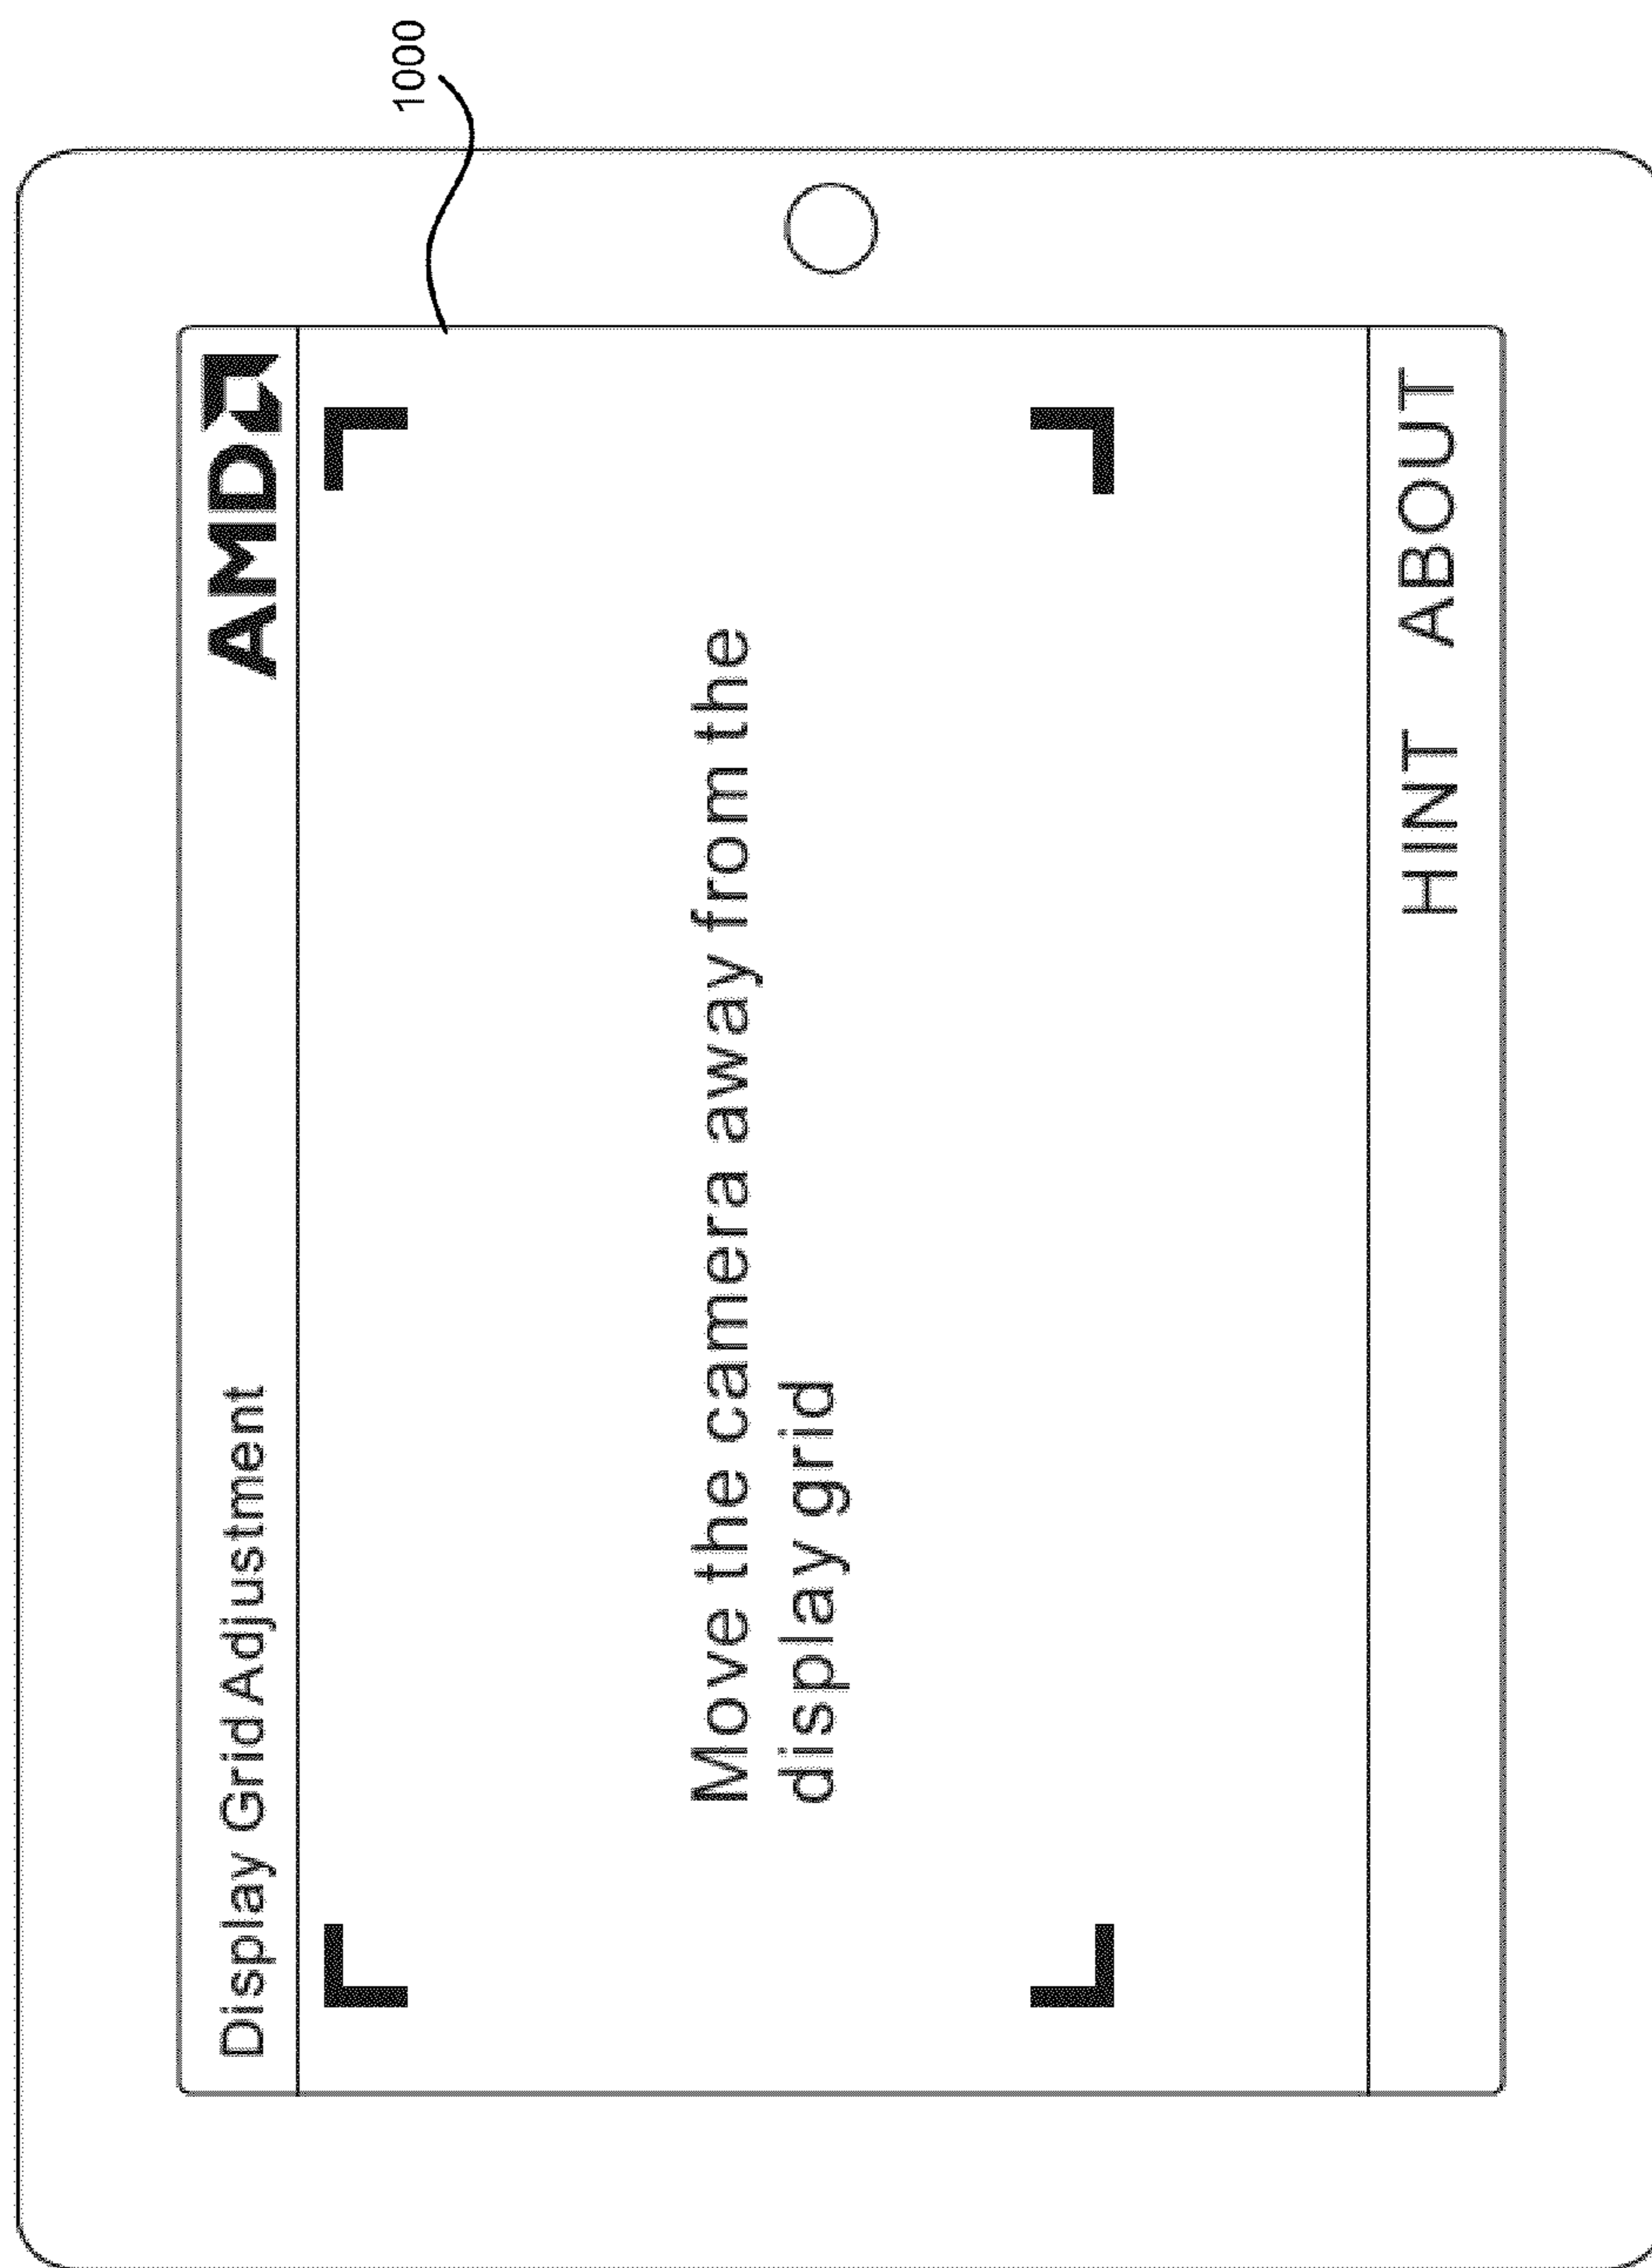 1000
Display Grid Adjustment
AMD
Move the camera away from the
display grid
HINT
ABOUT